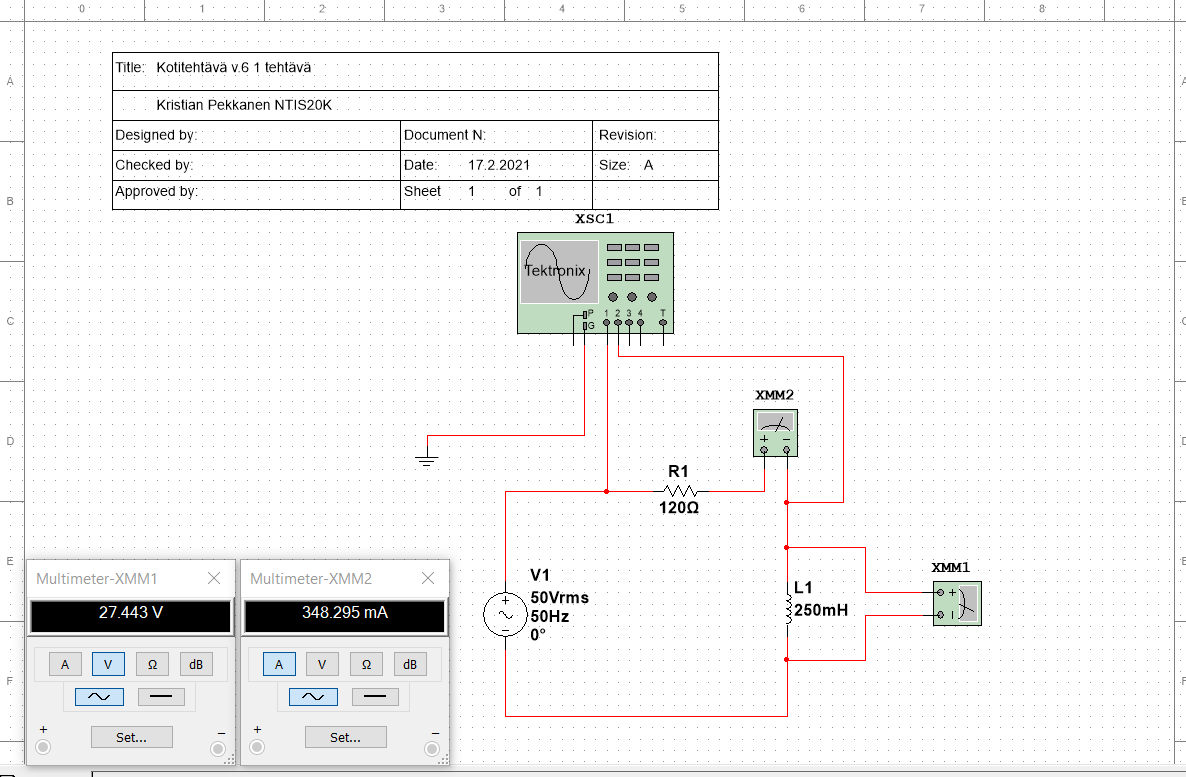 0 1 2 3 4 5 6 7 8
A A
Title: Kotitehtävä v.6 1 tehtävä
Kristian Pekkanen NTIS20K
Designed by: Document N: Revision:
Checked by: Date: 17.2.2021 Size: A
Approved by: Sheet 1 of 1
B
XSC1
Tektronix
P 1 2 3 4 T
G
C
XMM2
+ −
D
R1
120Ω
E
Multimeter-XMM1 Multimeter-XMM2
27.443 V 348.295 mA
V1
50Vrms
50Hz
0°
L1
250mH
XMM1
A V Ω dB A V Ω dB
F
+ − + −
Set... Set...